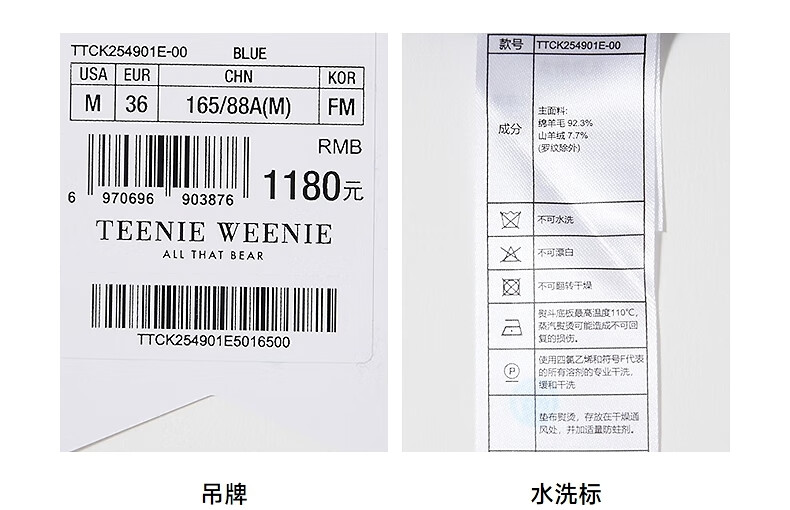 TTCK254901E-00 BLUE
USA EUR CHN KOR
M 36 165/88A(M) FM
RMB
1180元
6 970696 903876
TEENIE WEENIE
ALL THAT BEAR
TTCK254901E5016500
吊牌
款号 TTCK254901E-00
成分
主面料:
绵羊毛 92.3%
山羊绒 7.7%
(罗纹除外)
不可水洗
不可漂白
不可翻转干燥
熨斗底板最高温度110℃,
蒸汽熨烫可能造成不可回
复的损伤。
P
使用四氯乙烯和符号F代表
的所有溶剂的专业干洗,
缓和干洗
垫布熨烫, 存放在干燥通
风处, 并加适量防蛀剂。
水洗标